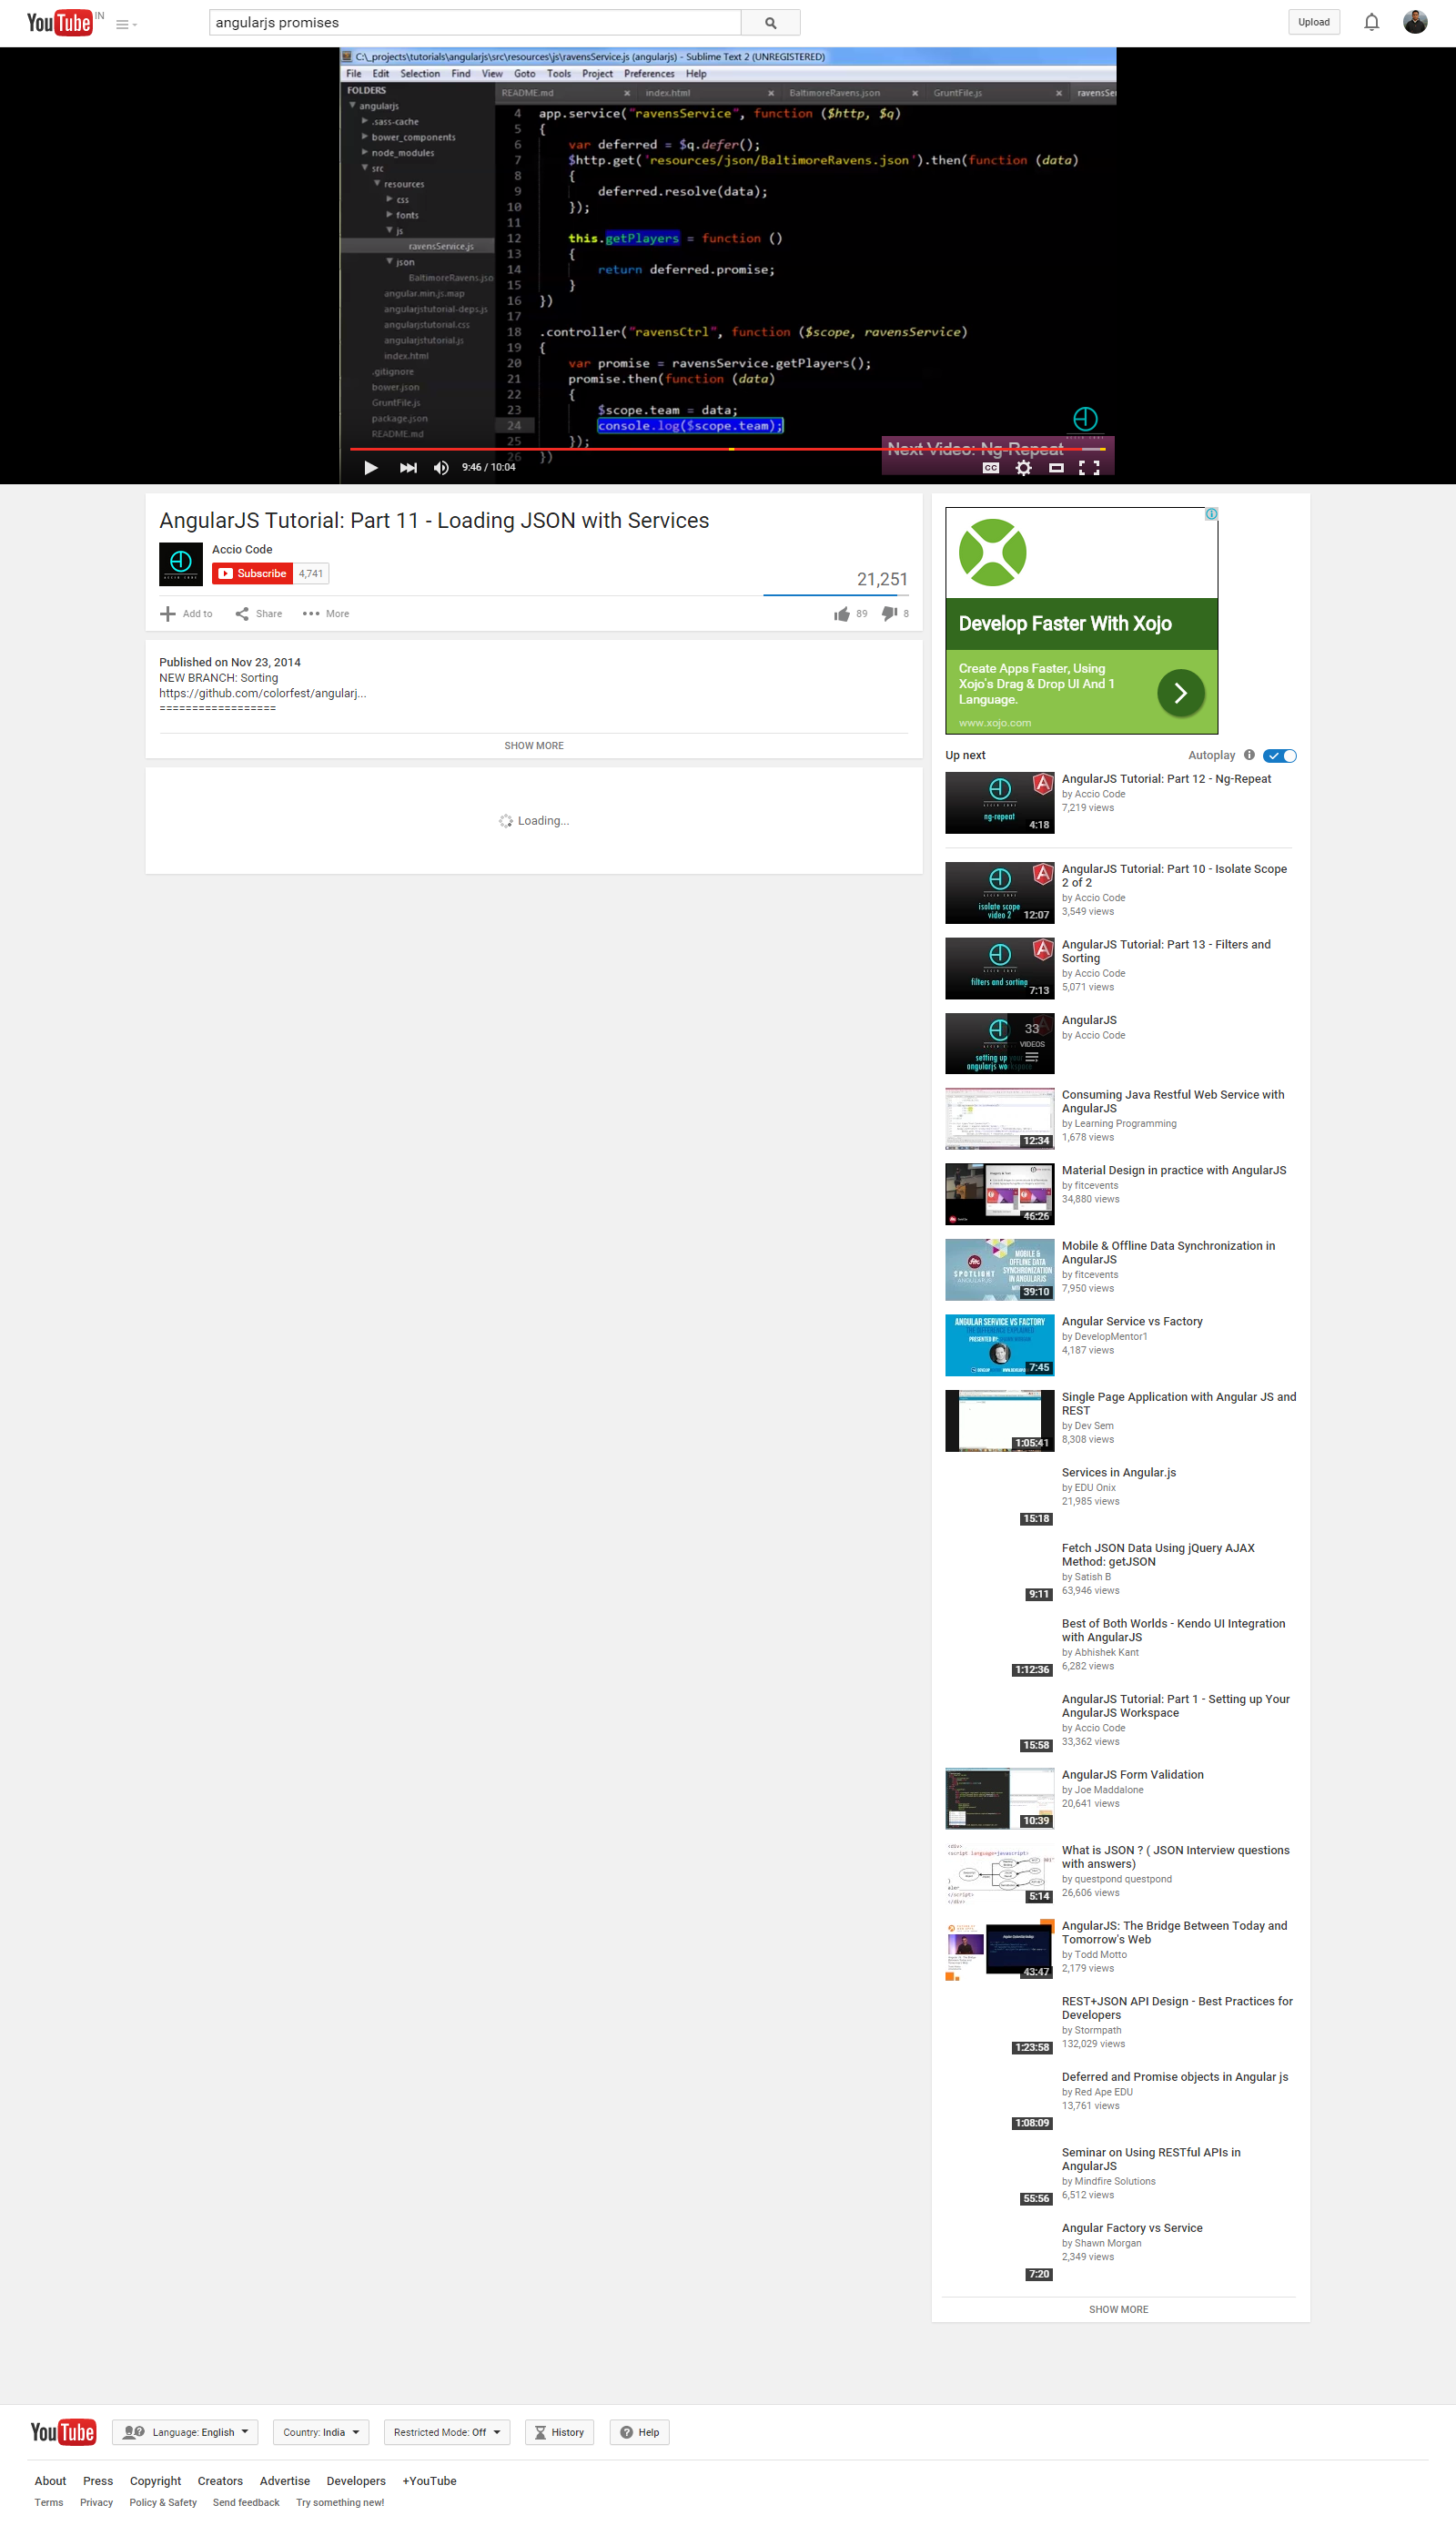 YouTube IN
angularjs promises
Upload
C:\_projects\tutorials\angularjs\src\resources\js\ravensService.js (angularjs) - Sublime Text 2 (UNREGISTERED)
File Edit Selection Find View Goto Tools Project Preferences Help
FOLDERS
README.md index.html BaltimoreRavens.json GruntFile.js ravensSer
angularjs
.sass-cache
bower_components
node_modules
src
resources
css
fonts
js
ravensService.js
json
BaltimoreRavens.jso
angular.min.js.map
angularjstutorial-deps.js
angularjstutorial.css
angularjstutorial.js
index.html
.gitignore
bower.json
GruntFile.js
package.json
README.md
4 app.service("ravensService", function ($http, $q)
5 {
6 var deferred = $q.defer();
7 $http.get('resources/json/BaltimoreRavens.json').then(function (data)
8 {
9 deferred.resolve(data);
10 });
11
12 this.getPlayers = function ()
13 {
14 return deferred.promise;
15 }
16 })
17
18 .controller("ravensCtrl", function ($scope, ravensService)
19 {
20 var promise = ravensService.getPlayers();
21 promise.then(function (data)
22 {
23 $scope.team = data;
24 console.log($scope.team);
25 });
26 })
Next Video: Ng-Repeat
9:46 / 10:04
CC
AngularJS Tutorial: Part 11 - Loading JSON with Services
Accio Code
Subscribe 4,741
21,251
Add to Share More
89 8
Published on Nov 23, 2014
NEW BRANCH: Sorting
https://github.com/colorfest/angularj...
==================
SHOW MORE
Loading...
Develop Faster With Xojo
Create Apps Faster, Using
Xojo's Drag & Drop UI And 1
Language.
www.xojo.com
Up next
Autoplay
ng-repeat
4:18
AngularJS Tutorial: Part 12 - Ng-Repeat
by Accio Code
7,219 views
isolate scope
video 2
12:07
AngularJS Tutorial: Part 10 - Isolate Scope
2 of 2
by Accio Code
3,549 views
filters and sorting
7:13
AngularJS Tutorial: Part 13 - Filters and
Sorting
by Accio Code
5,071 views
setting up your
angularjs workspace
33
VIDEOS
AngularJS
by Accio Code
12:34
Consuming Java Restful Web Service with
AngularJS
by Learning Programming
1,678 views
46:26
Material Design in practice with AngularJS
by fitcevents
34,880 views
SPOTLIGHT
MOBILE &
OFFLINE DATA
SYNCHRONIZATION
IN ANGULARJS
39:10
Mobile & Offline Data Synchronization in
AngularJS
by fitcevents
7,950 views
ANGULAR SERVICE VS FACTORY
THE DIFFERENCE EXPLAINED
PRESENTED BY:
7:45
Angular Service vs Factory
by DevelopMentor1
4,187 views
1:05:41
Single Page Application with Angular JS and
REST
by Dev Sem
8,308 views
15:18
Services in Angular.js
by EDU Onix
21,985 views
9:11
Fetch JSON Data Using jQuery AJAX
Method: getJSON
by Satish B
63,946 views
1:12:36
Best of Both Worlds - Kendo UI Integration
with AngularJS
by Abhishek Kant
6,282 views
15:58
AngularJS Tutorial: Part 1 - Setting up Your
AngularJS Workspace
by Accio Code
33,362 views
10:39
AngularJS Form Validation
by Joe Maddalone
20,641 views
<div>
<script language=javascript>
</script>
</div>
5:14
What is JSON ? ( JSON Interview questions
with answers)
by questpond questpond
26,606 views
43:47
AngularJS: The Bridge Between Today and
Tomorrow's Web
by Todd Motto
2,179 views
1:23:58
REST+JSON API Design - Best Practices for
Developers
by Stormpath
132,029 views
1:08:09
Deferred and Promise objects in Angular js
by Red Ape EDU
13,761 views
55:56
Seminar on Using RESTful APIs in
AngularJS
by Mindfire Solutions
6,512 views
7:20
Angular Factory vs Service
by Shawn Morgan
2,349 views
SHOW MORE
YouTube
Language: English Country: India Restricted Mode: Off History Help
About Press Copyright Creators Advertise Developers +YouTube
Terms Privacy Policy & Safety Send feedback Try something new!